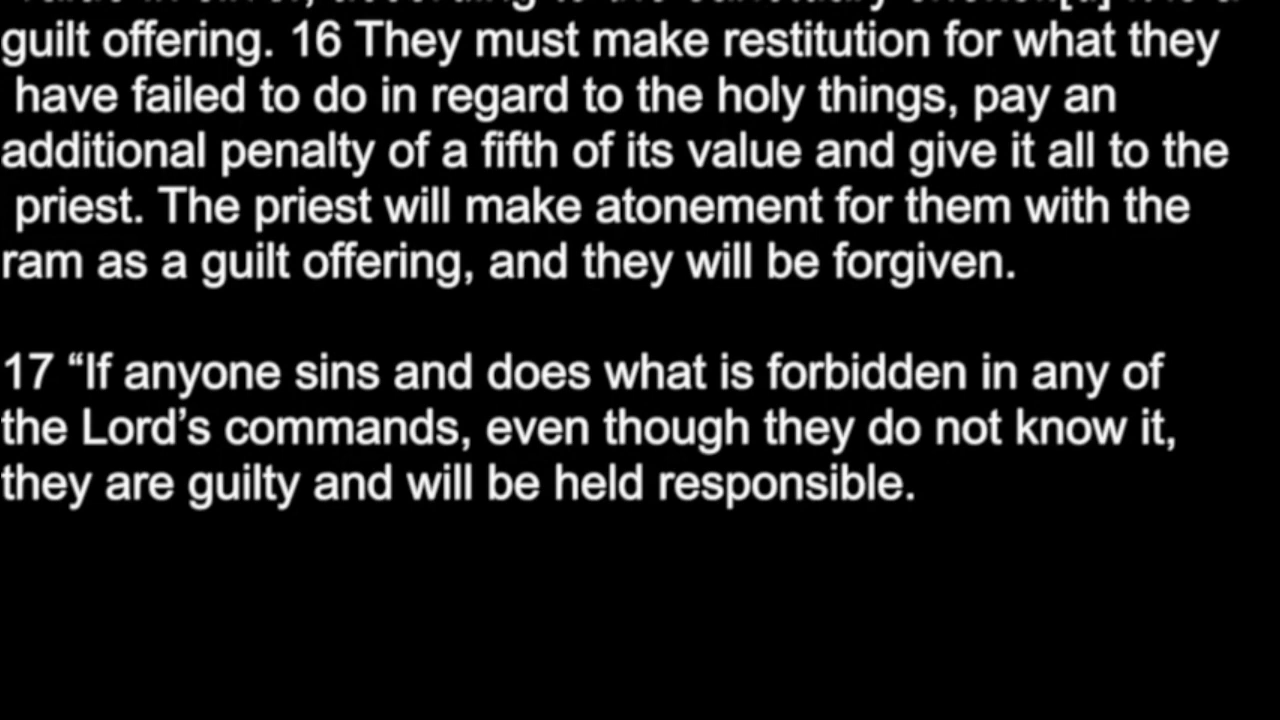 guilt offering. 16 They must make restitution for what they
have failed to do in regard to the holy things, pay an
additional penalty of a fifth of its value and give it all to the
priest. The priest will make atonement for them with the
ram as a guilt offering, and they will be forgiven.
17 “If anyone sins and does what is forbidden in any of
the Lord’s commands, even though they do not know it,
they are guilty and will be held responsible.